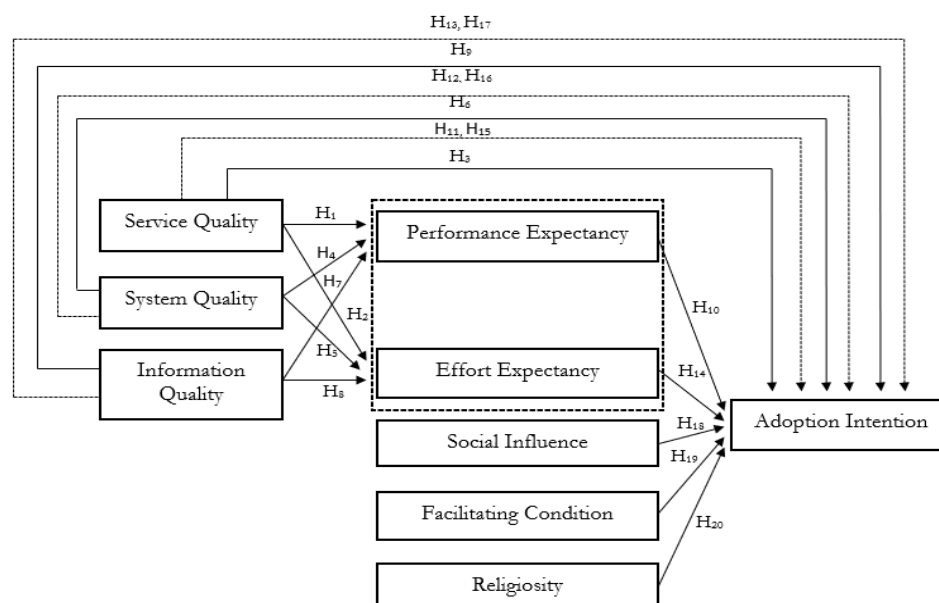 H₁₃, H₁₇
H₉
H₁₂, H₁₆
H₆
H₁₁, H₁₅
H₃
Service Quality
H₁
Performance Expectancy
H₄
H₇
System Quality
H₂
H₁₀
H₅
Information
Quality
H₈
Effort Expectancy
H₁₄
Adoption Intention
Social Influence
H₁₈
H₁₉
Facilitating Condition
H₂₀
Religiosity